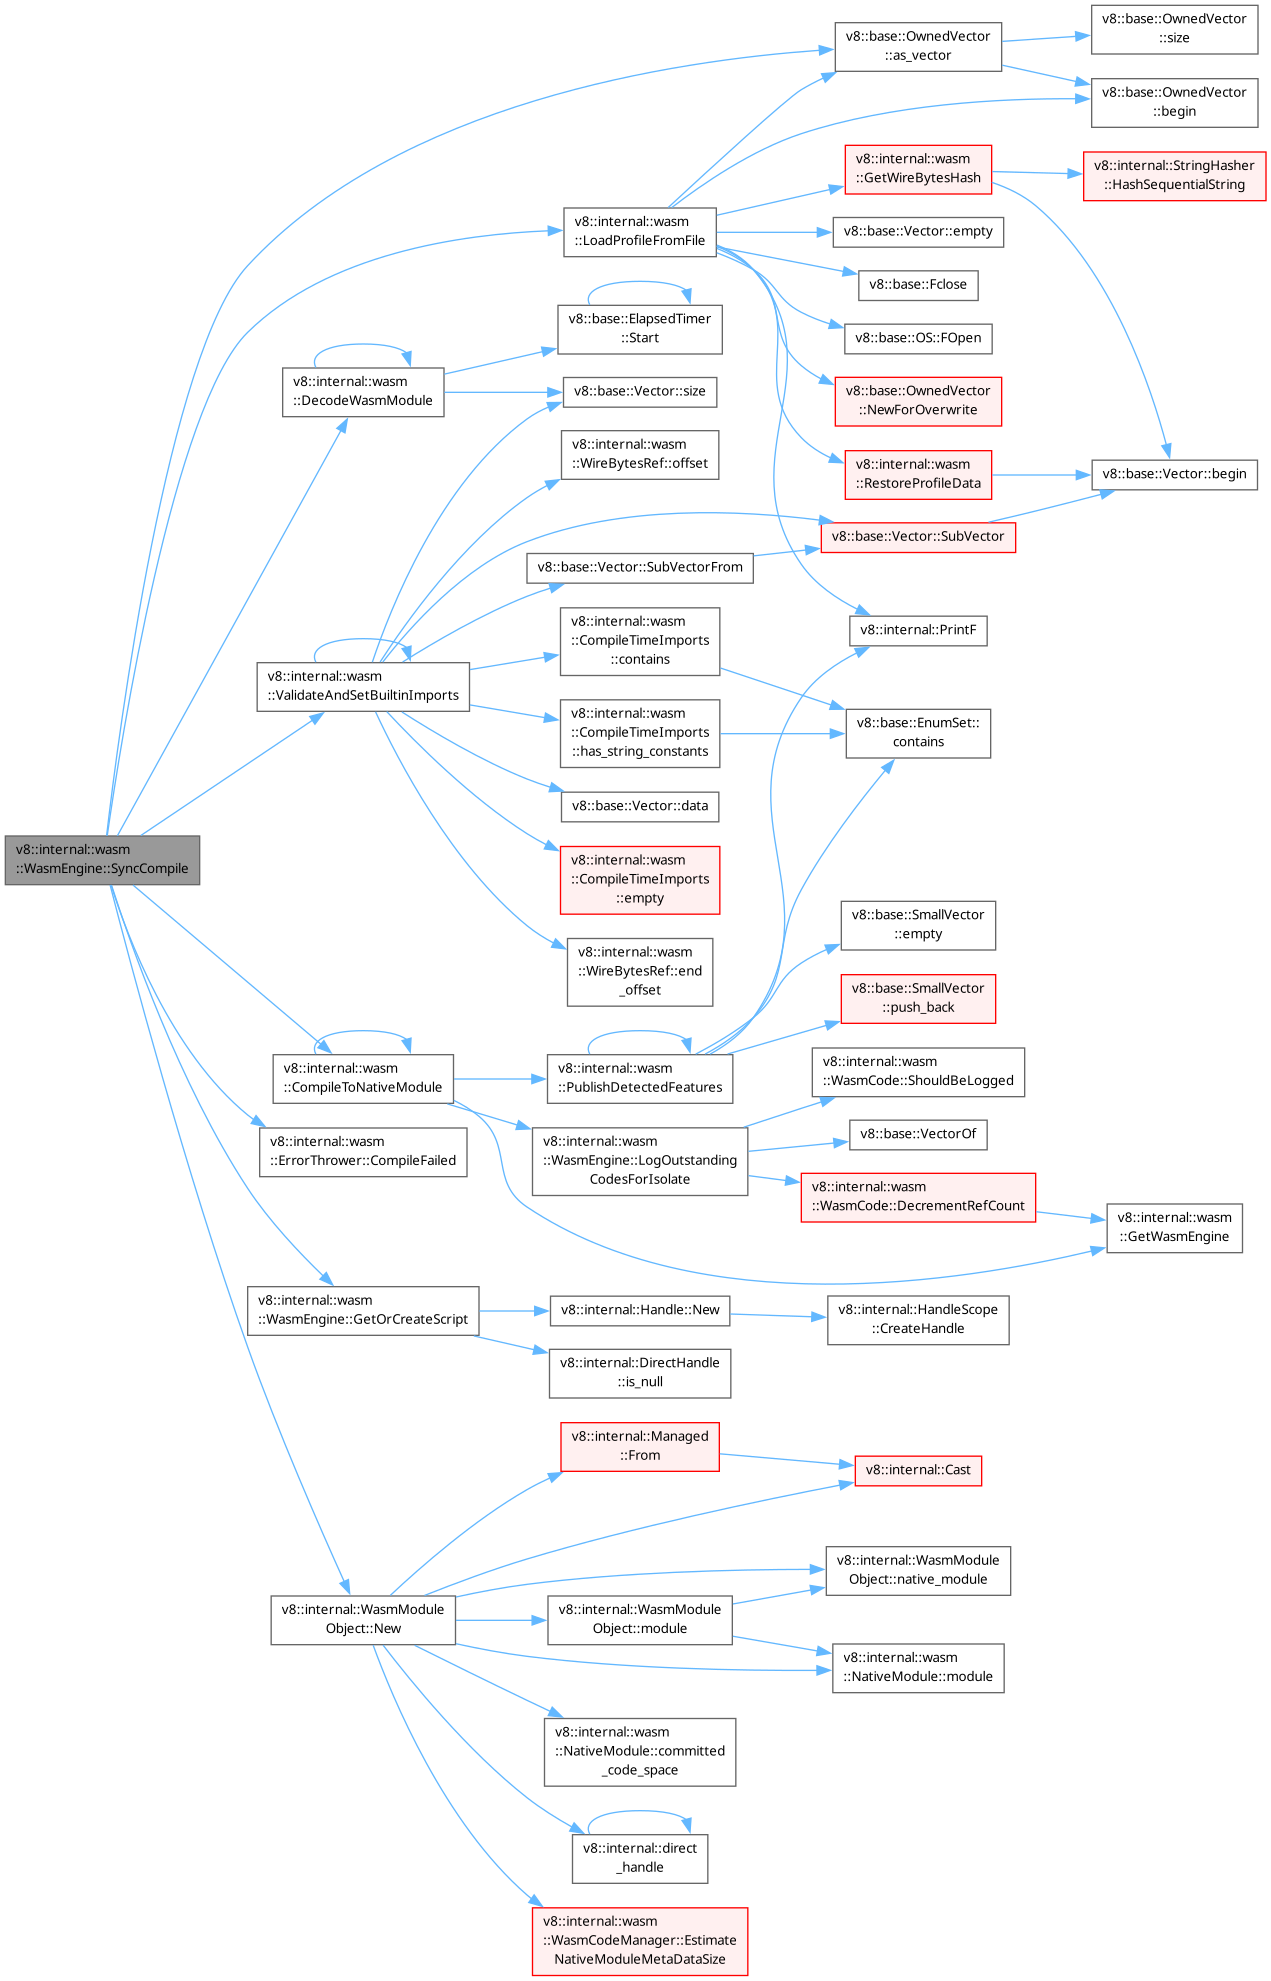 v8::internal::wasm
::WasmEngine::SyncCompile
v8::base::OwnedVector
::as_vector
v8::base::OwnedVector
::size
v8::base::OwnedVector
::begin
v8::internal::wasm
::LoadProfileFromFile
v8::internal::wasm
::GetWireBytesHash
v8::internal::StringHasher
::HashSequentialString
v8::base::Vector::empty
v8::base::Fclose
v8::base::OS::FOpen
v8::base::OwnedVector
::NewForOverwrite
v8::internal::wasm
::RestoreProfileData
v8::base::Vector::begin
v8::internal::wasm
::DecodeWasmModule
v8::base::ElapsedTimer
::Start
v8::base::Vector::size
v8::internal::wasm
::WireBytesRef::offset
v8::base::Vector::SubVector
v8::base::Vector::SubVectorFrom
v8::internal::PrintF
v8::internal::wasm
::ValidateAndSetBuiltinImports
v8::internal::wasm
::CompileTimeImports
::contains
v8::internal::wasm
::CompileTimeImports
::has_string_constants
v8::base::EnumSet::
contains
v8::base::Vector::data
v8::internal::wasm
::CompileTimeImports
::empty
v8::internal::wasm
::WireBytesRef::end
_offset
v8::base::SmallVector
::empty
v8::base::SmallVector
::push_back
v8::internal::wasm
::CompileToNativeModule
v8::internal::wasm
::PublishDetectedFeatures
v8::internal::wasm
::WasmCode::ShouldBeLogged
v8::internal::wasm
::ErrorThrower::CompileFailed
v8::internal::wasm
::WasmEngine::LogOutstanding
CodesForIsolate
v8::base::VectorOf
v8::internal::wasm
::WasmCode::DecrementRefCount
v8::internal::wasm
::GetWasmEngine
v8::internal::wasm
::WasmEngine::GetOrCreateScript
v8::internal::Handle::New
v8::internal::HandleScope
::CreateHandle
v8::internal::DirectHandle
::is_null
v8::internal::Managed
::From
v8::internal::Cast
v8::internal::WasmModule
Object::New
v8::internal::WasmModule
Object::module
v8::internal::WasmModule
Object::native_module
v8::internal::wasm
::NativeModule::module
v8::internal::wasm
::NativeModule::committed
_code_space
v8::internal::direct
_handle
v8::internal::wasm
::WasmCodeManager::Estimate
NativeModuleMetaDataSize